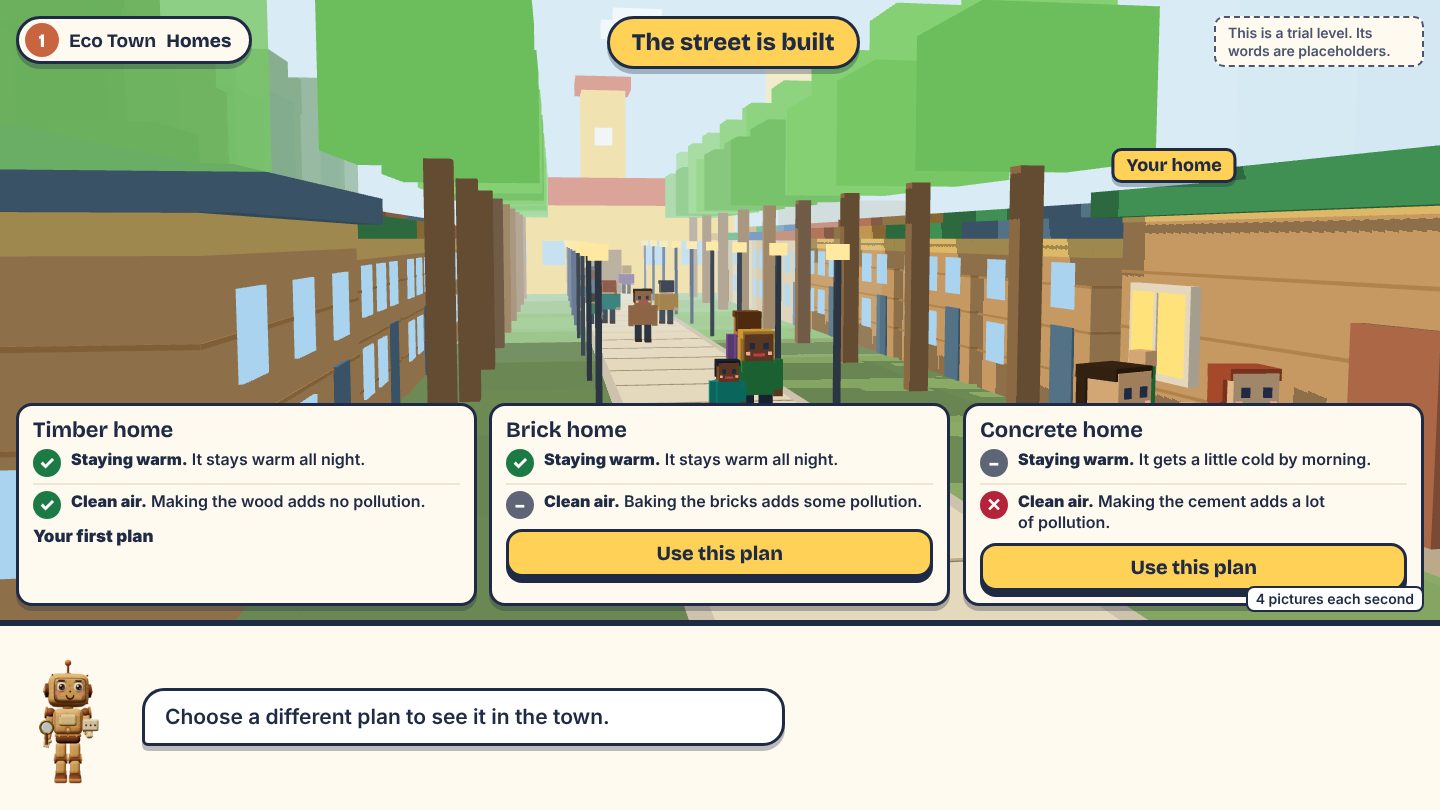 1 Eco Town Homes
The street is built
This is a trial level. Its
words are placeholders.
Your home
Timber home
Staying warm. It stays warm all night.
Clean air. Making the wood adds no pollution.
Your first plan
Brick home
Staying warm. It stays warm all night.
Clean air. Baking the bricks adds some pollution.
Use this plan
Concrete home
Staying warm. It gets a little cold by morning.
Clean air. Making the cement adds a lot
of pollution.
Use this plan
4 pictures each second
Choose a different plan to see it in the town.